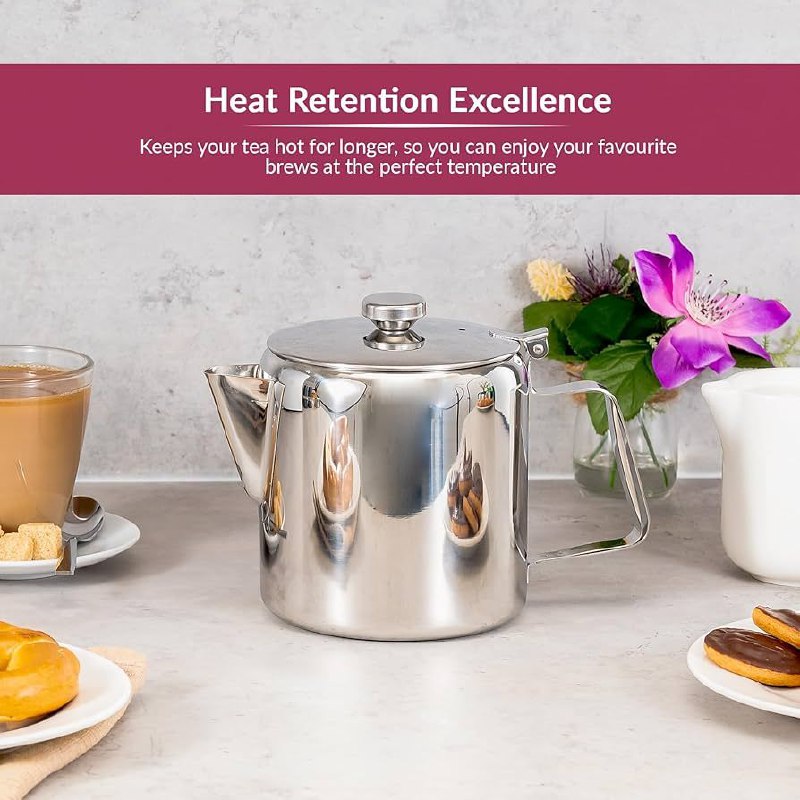 Heat Retention Excellence
Keeps your tea hot for longer, so you can enjoy your favourite
brews at the perfect temperature